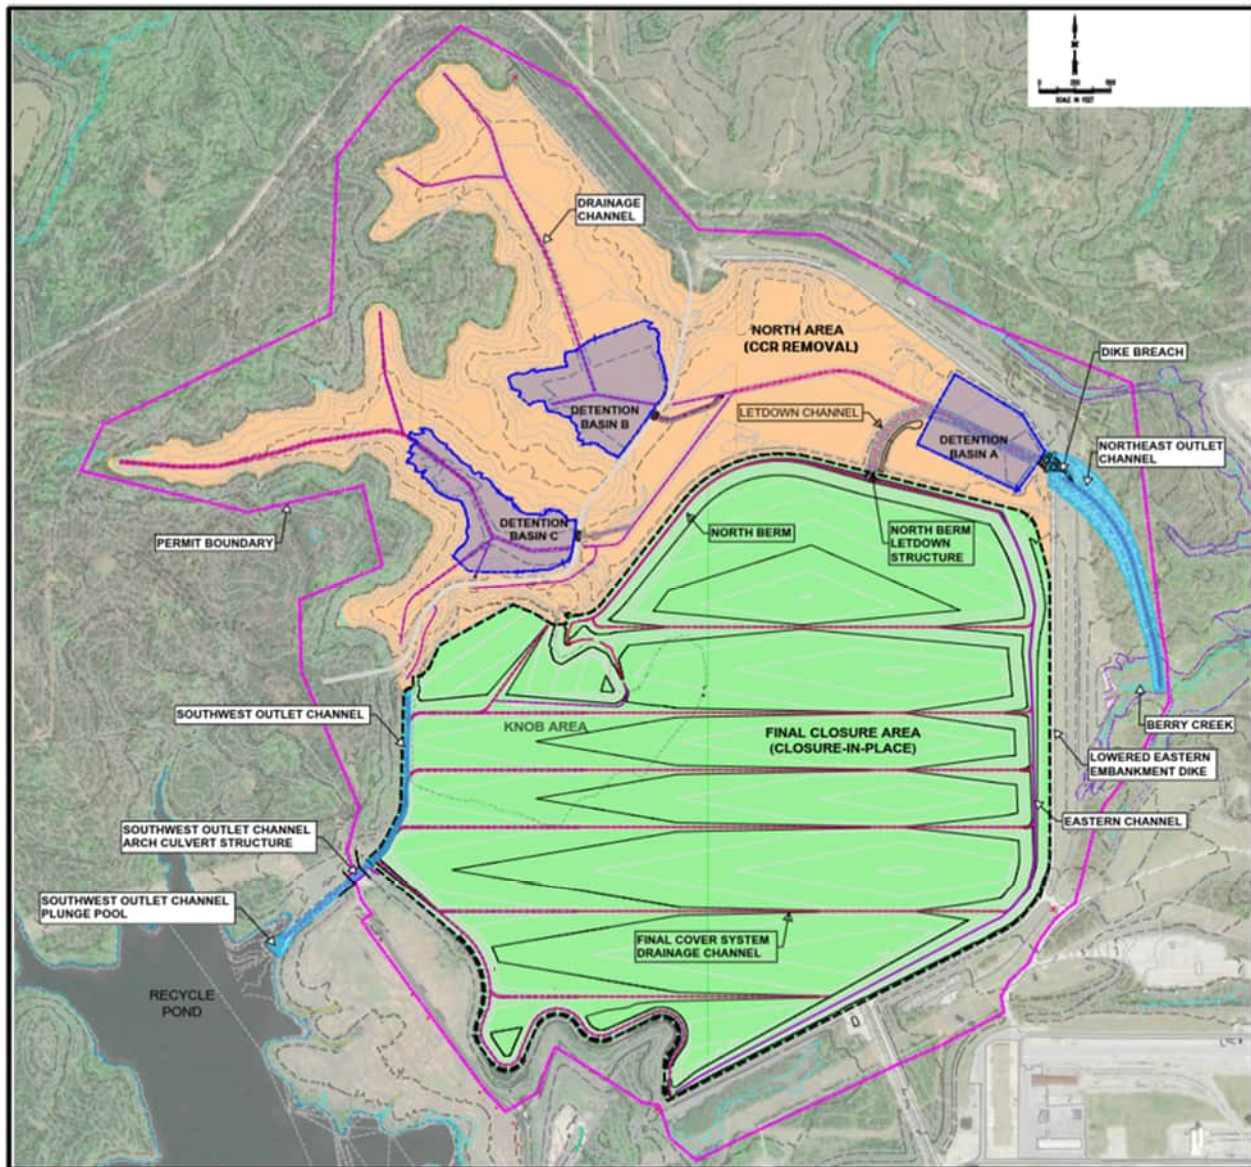 N
SCALE IN FEET
DRAINAGE
CHANNEL
NORTH AREA
(CCR REMOVAL)
DIKE BREACH
LETDOWN CHANNEL
DETENTION
BASIN B
DETENTION
BASIN A
NORTHEAST OUTLET
CHANNEL
DETENTION
BASIN C
PERMIT BOUNDARY
NORTH BERM
NORTH BERM
LETDOWN
STRUCTURE
SOUTHWEST OUTLET CHANNEL
KNOB AREA
FINAL CLOSURE AREA
(CLOSURE-IN-PLACE)
BERRY CREEK
LOWERED EASTERN
EMBANKMENT DIKE
EASTERN CHANNEL
SOUTHWEST OUTLET CHANNEL
ARCH CULVERT STRUCTURE
SOUTHWEST OUTLET CHANNEL
PLUNGE POOL
FINAL COVER SYSTEM
DRAINAGE CHANNEL
RECYCLE
POND